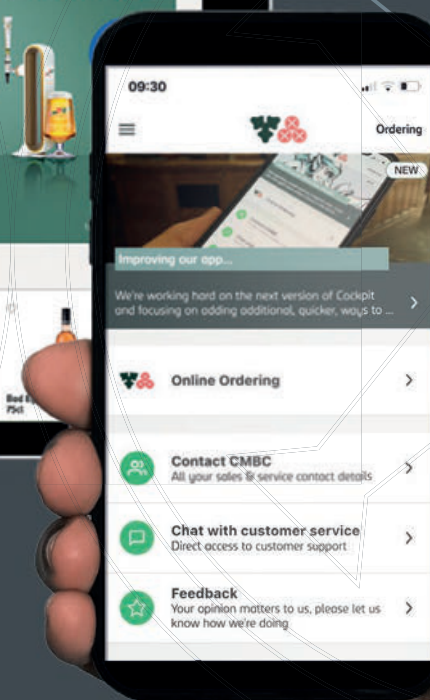 09:30
Ordering
NEW
Improving our app...
We're working hard on the next version of Cockpit
and focusing on adding additional, quicker, ways to ...
Online Ordering
Contact CMBC
All your sales & service contact details
Chat with customer service
Direct access to customer support
Feedback
Your opinion matters to us, please let us
know how we're doing
75cl